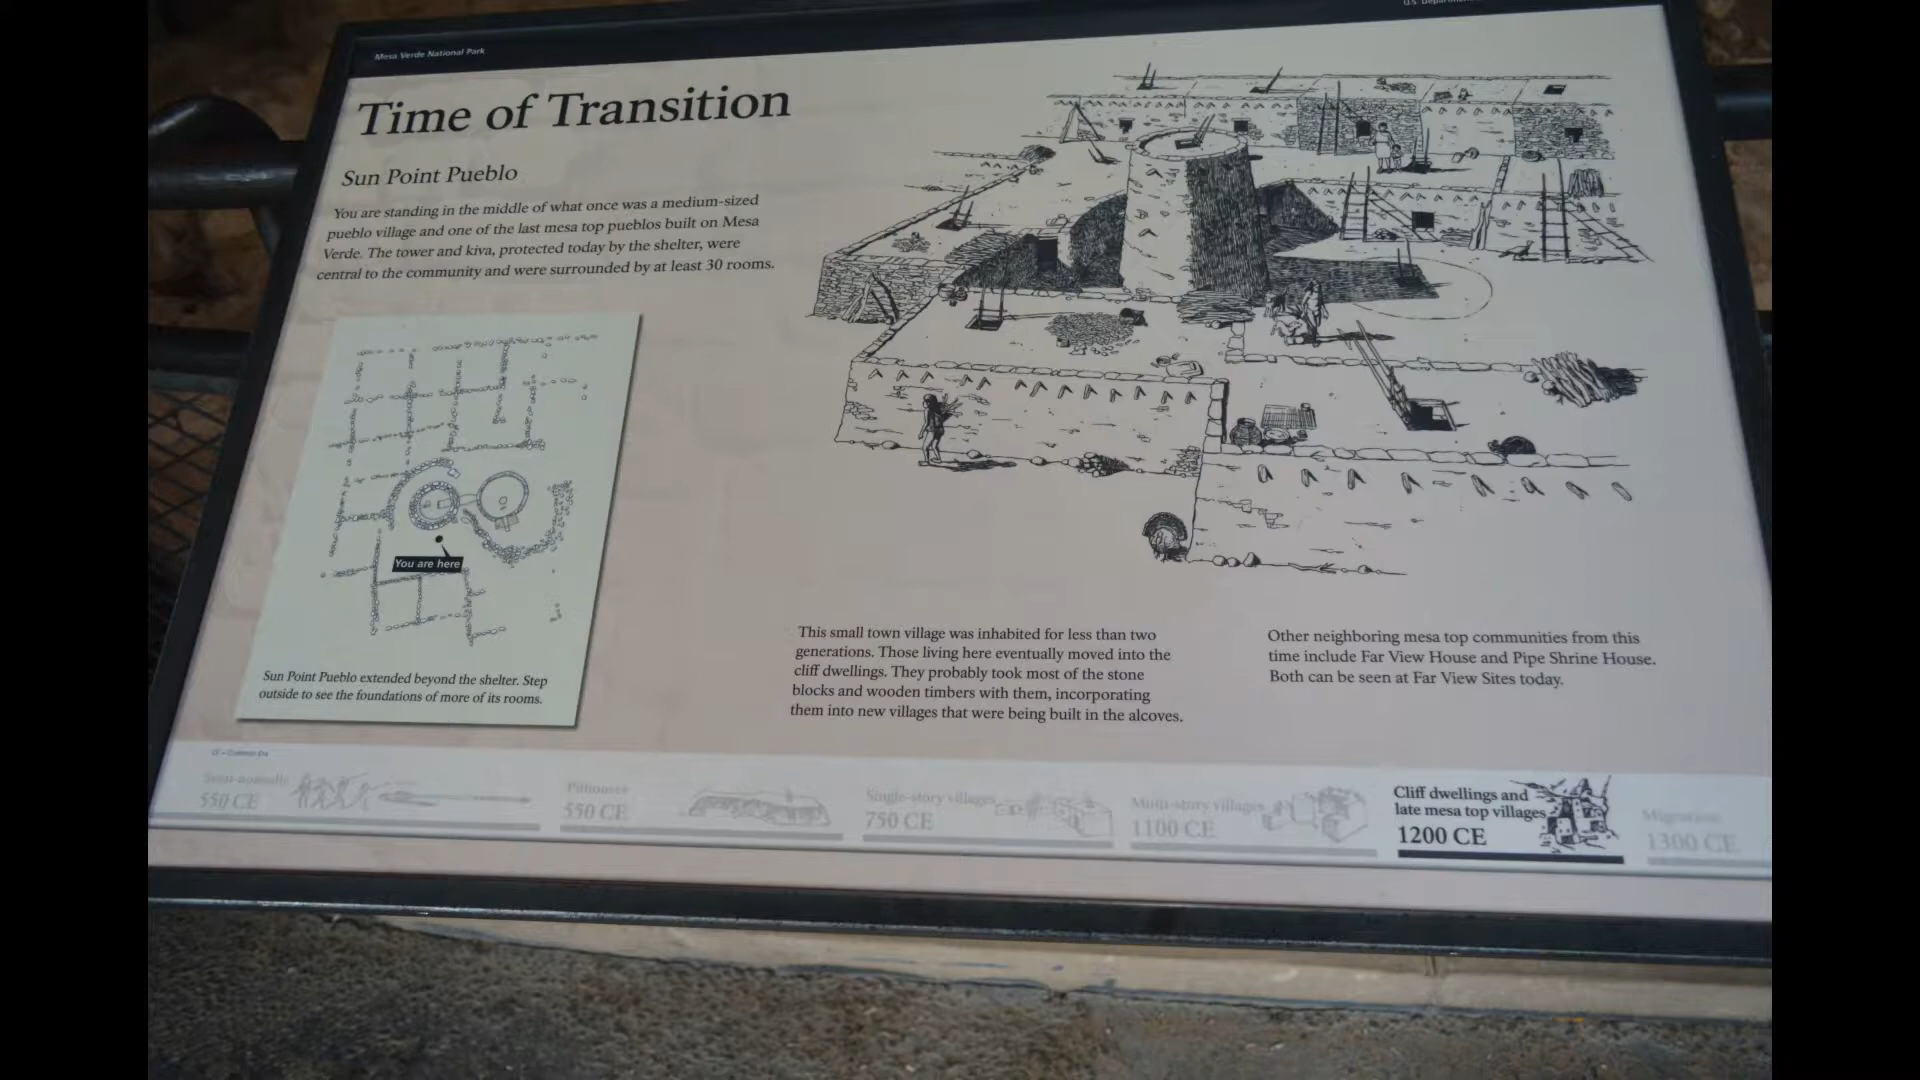 Mesa Verde National Park
Time of Transition
Sun Point Pueblo
You are standing in the middle of what once was a medium-sized
pueblo village and one of the last mesa top pueblos built on Mesa
Verde. The tower and kiva, protected today by the shelter, were
central to the community and were surrounded by at least 30 rooms.
You are here
Sun Point Pueblo extended beyond the shelter. Step
outside to see the foundations of more of its rooms.
This small town village was inhabited for less than two
generations. Those living here eventually moved into the
cliff dwellings. They probably took most of the stone
blocks and wooden timbers with them, incorporating
them into new villages that were being built in the alcoves.
Other neighboring mesa top communities from this
time include Far View House and Pipe Shrine House.
Both can be seen at Far View Sites today.
Semi-nomadic
550 CE
Pithouses
550 CE
Single-story villages
750 CE
Multi-story villages
1100 CE
Cliff dwellings and
late mesa top villages
1200 CE
Migration
1300 CE